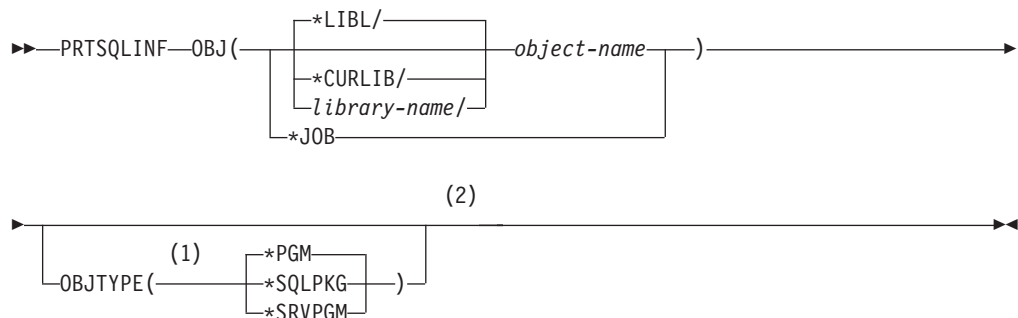 *LIBL/
PRTSQLINF OBJ( object-name )
*CURLIB/
library-name/
*JOB
(2)
(1) *PGM
OBJTYPE( *SQLPKG )
*SRVPGM